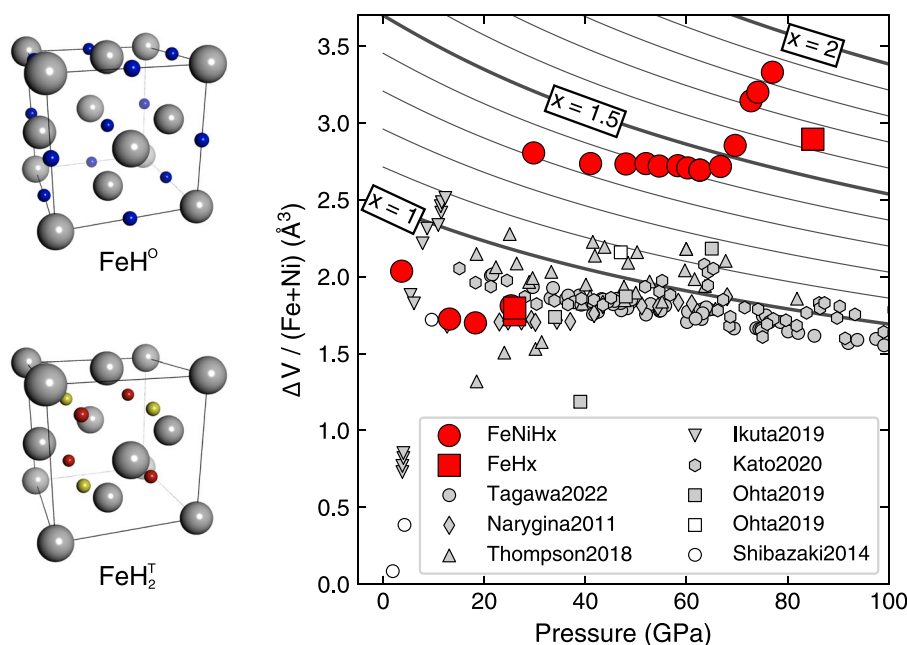 FeHᴼ
FeH₂ᵀ
ΔV / (Fe+Ni) (Å³)
3.5
3.0
2.5
2.0
1.5
1.0
0.5
0.0
x = 2
x = 1.5
x = 1
FeNiHx
FeHx
Tagawa2022
Narygina2011
Thompson2018
Ikuta2019
Kato2020
Ohta2019
Ohta2019
Shibazaki2014
0 20 40 60 80 100
Pressure (GPa)